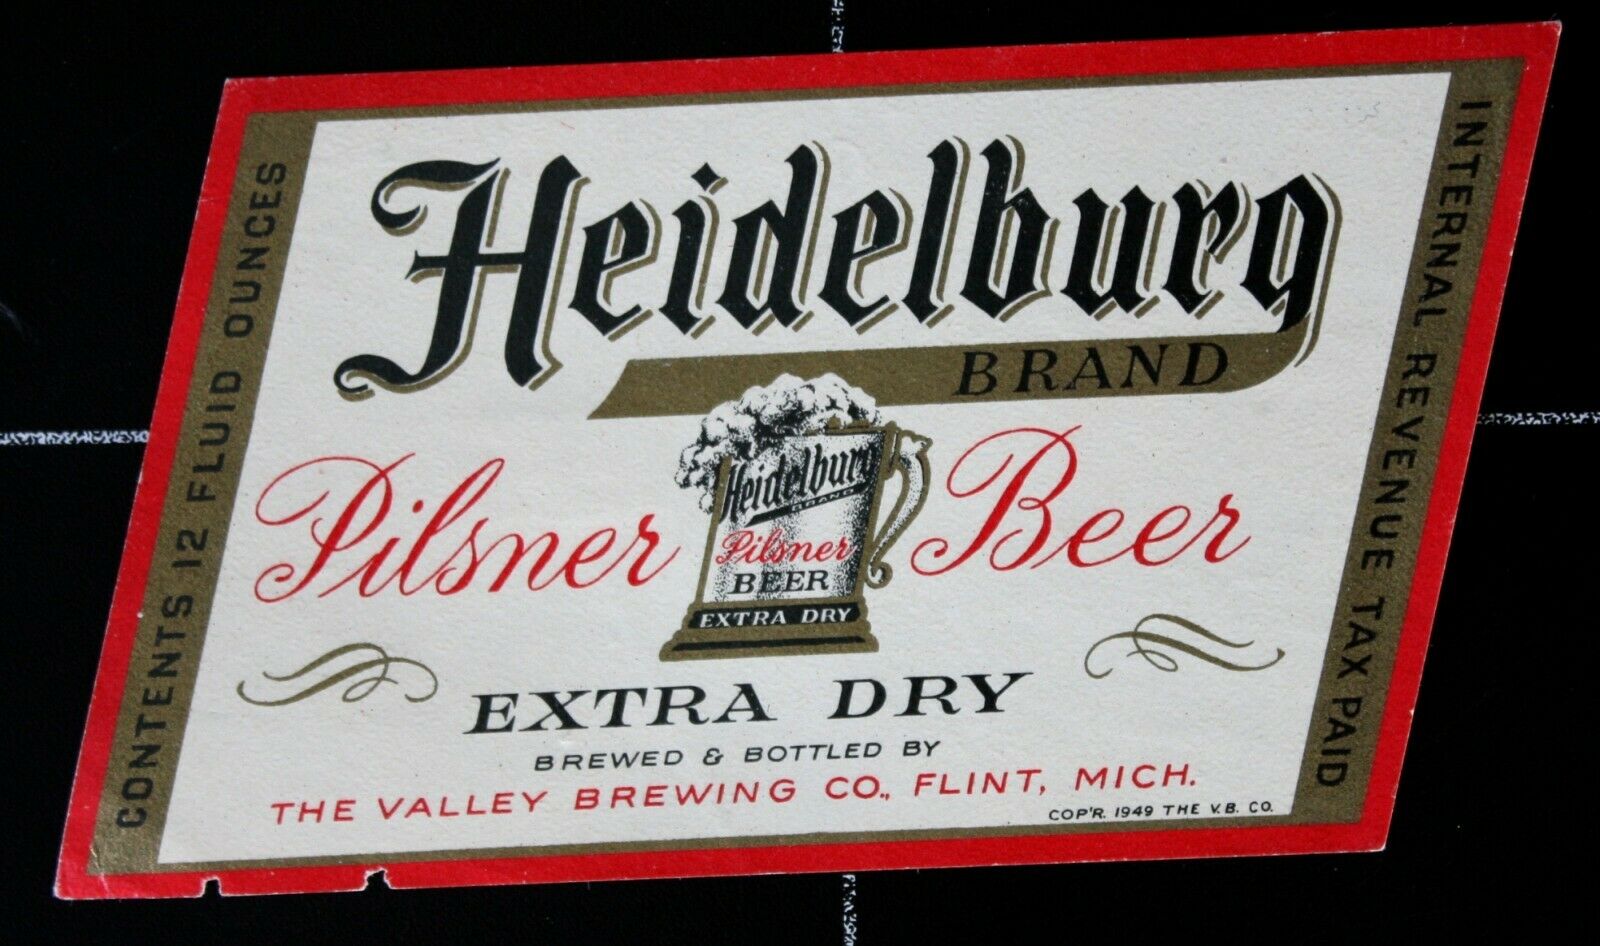 Heidelburg
BRAND
Pilsner Beer
Heidelburg
BRAND
Pilsner
BEER
EXTRA DRY
EXTRA DRY
BREWED & BOTTLED BY
THE VALLEY BREWING CO., FLINT, MICH.
COP'R. 1949 THE V.B. CO.
CONTENTS 12 FLUID OUNCES
INTERNAL REVENUE TAX PAID